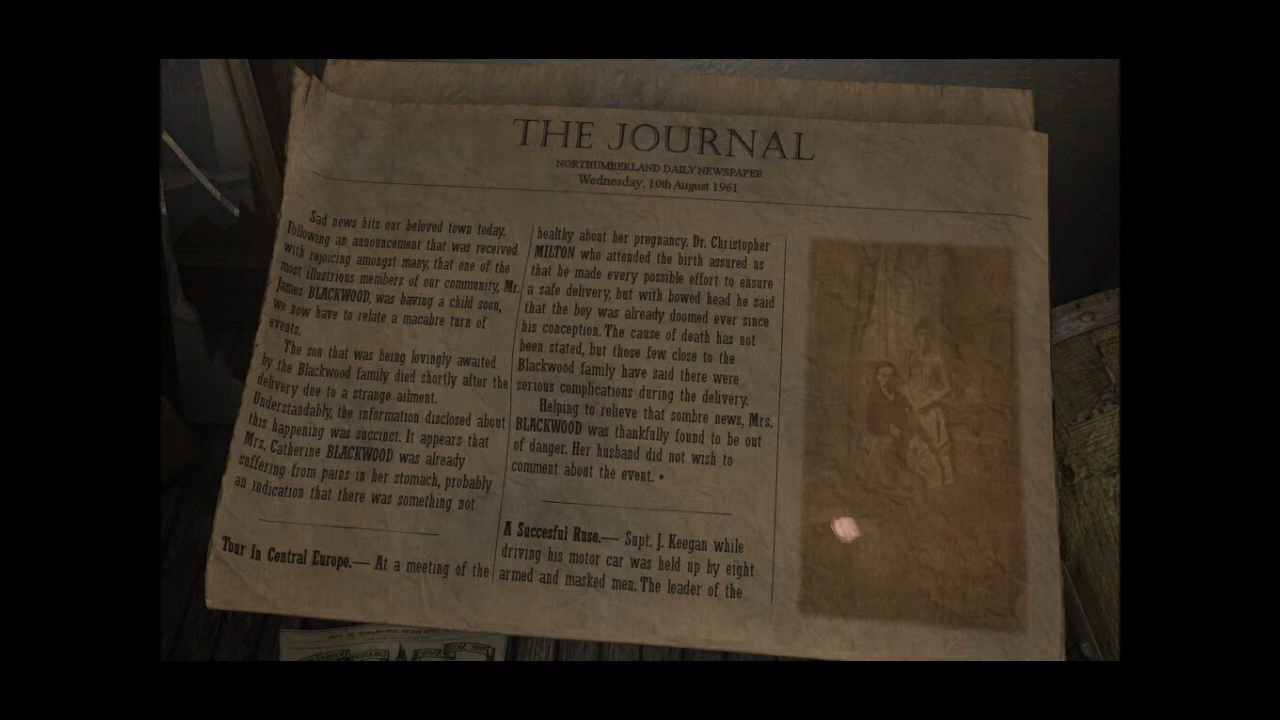 THE JOURNAL
NORTHUMBERLAND DAILY NEWSPAPER
Wednesday, 10th August 1961
Sad news hits our beloved town today.
Following an announcement that was received
with rejoicing amongst many, that one of the
most illustrious members of our community, Mr.
James BLACKWOOD, was having a child soon,
we now have to relate a macabre turn of
events.
The son that was being lovingly awaited
by the Blackwood family died shortly after the
delivery due to a strange ailment.
Understandably, the information disclosed about
this happening was succinct. It appears that
Mrs. Catherine BLACKWOOD was already
suffering from pains in her stomach, probably
an indication that there was something not
Tour In Central Europe.— At a meeting of the
healthy about her pregnancy. Dr. Christopher
MILTON who attended the birth assured us
that he made every possible effort to ensure
a safe delivery, but with bowed head he said
that the boy was already doomed ever since
his conception. The cause of death has not
been stated, but those few close to the
Blackwood family have said there were
serious complications during the delivery.
Helping to relieve that sombre news, Mrs.
BLACKWOOD was thankfully found to be out
of danger. Her husband did not wish to
comment about the event. •
A Succesful Ruse.— Supt. J. Keegan while
driving his motor car was held up by eight
armed and masked men. The leader of the